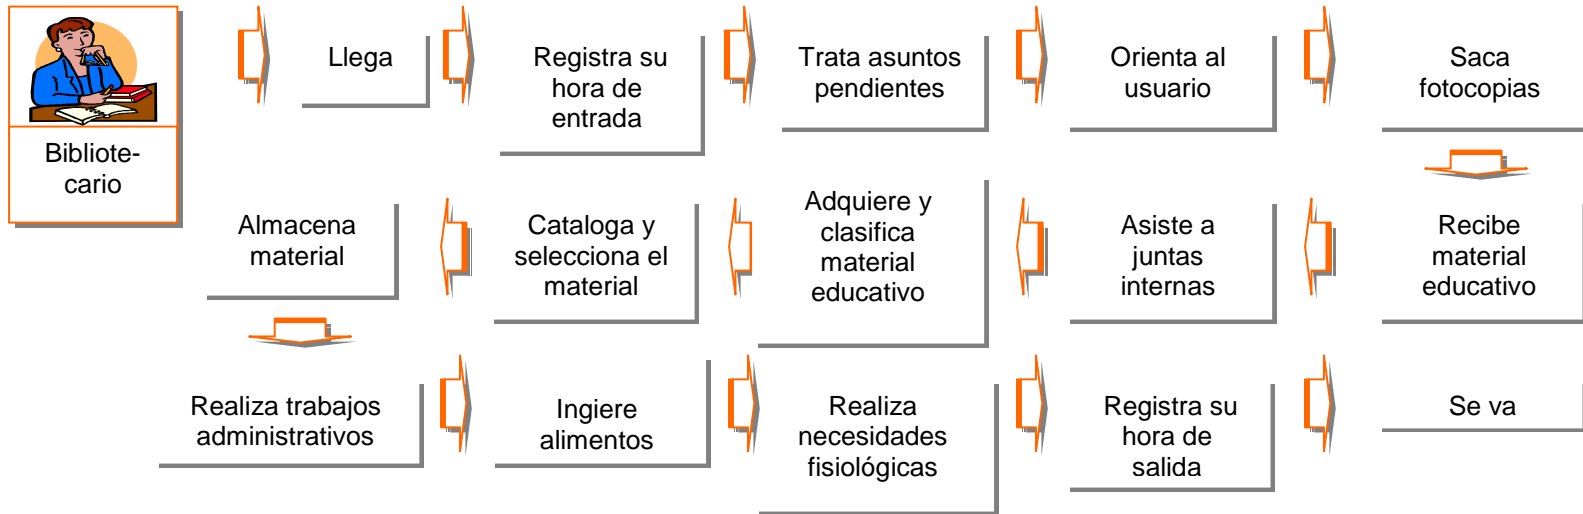 Bibliote-
cario
Llega
Registra su
hora de
entrada
Trata asuntos
pendientes
Orienta al
usuario
Saca
fotocopias
Recibe
material
educativo
Asiste a
juntas
internas
Adquiere y
clasifica
material
educativo
Cataloga y
selecciona el
material
Almacena
material
Realiza trabajos
administrativos
Ingiere
alimentos
Realiza
necesidades
fisiológicas
Registra su
hora de
salida
Se va